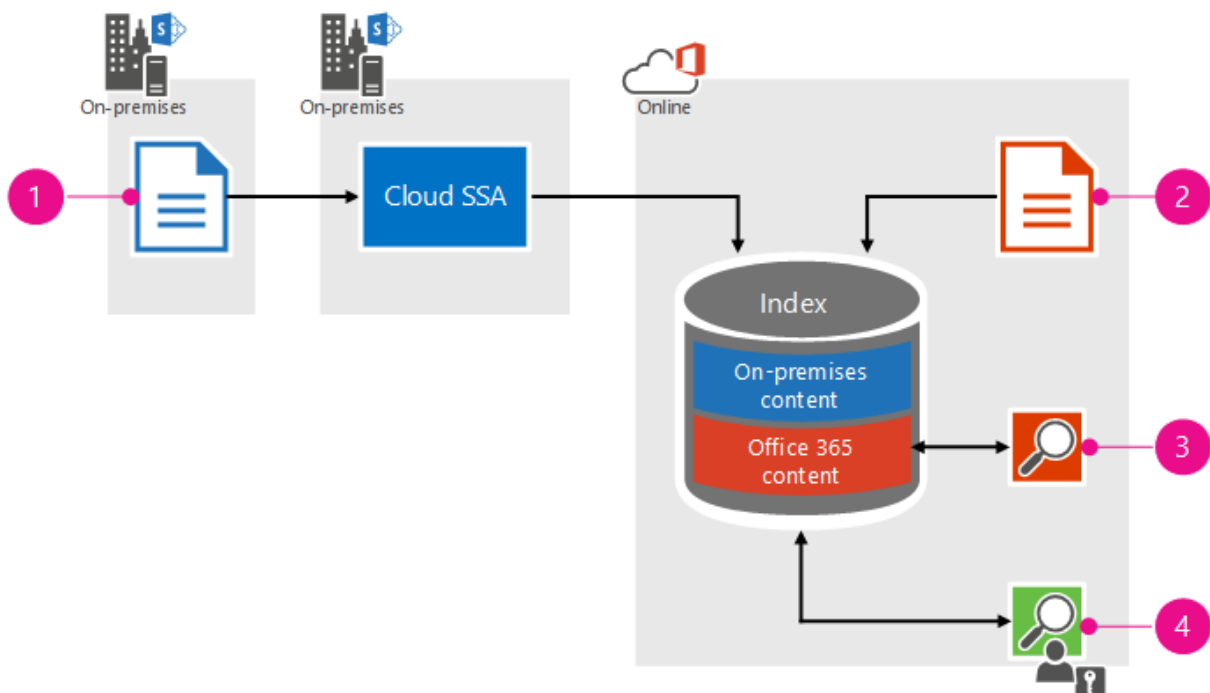 On-premises
On-premises
Online
1
Cloud SSA
2
Index
On-premises
content
Office 365
content
3
4